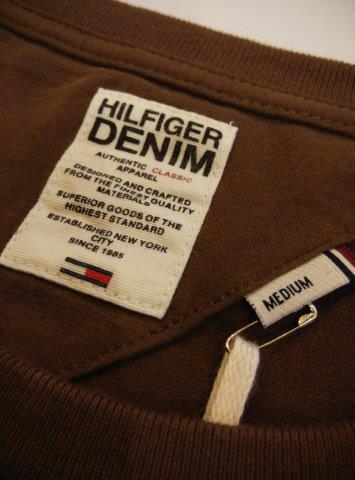 HILFIGER
DENIM
AUTHENTIC CLASSIC
APPAREL
DESIGNED AND CRAFTED
FROM THE FINEST QUALITY
MATERIALS
SUPERIOR GOODS OF THE
HIGHEST STANDARD
ESTABLISHED NEW YORK
CITY
SINCE 1985
MEDIUM